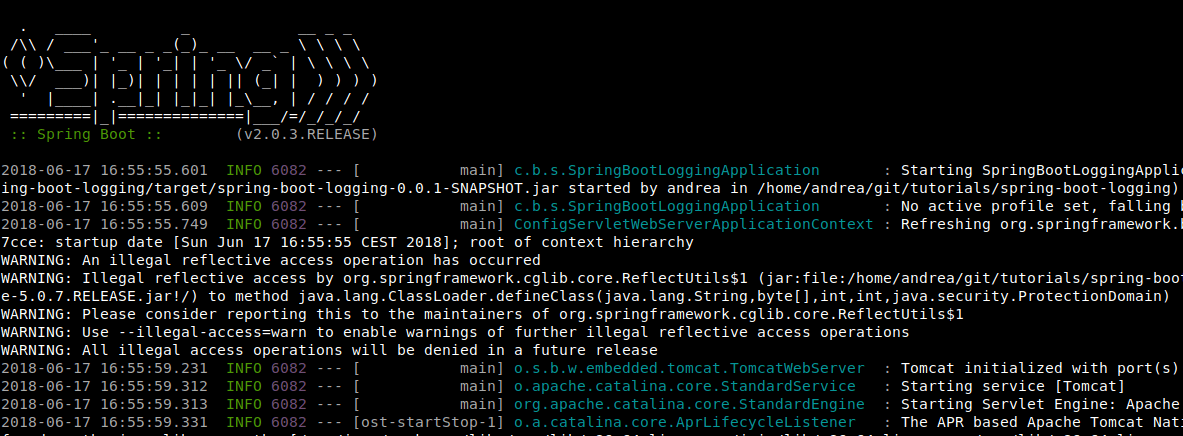 .   ____          _            __ _ _
 /\\ / ___'_ __ _ _(_)_ __  __ _ \ \ \ \
( ( )\___ | '_ | '_| | '_ \/ _` | \ \ \ \
 \\/  ___)| |_)| | | | | || (_| |  ) ) ) )
  '  |____| .__|_| |_|_| |_\__, | / / / /
 =========|_|==============|___/=/_/_/_/
 :: Spring Boot ::        (v2.0.3.RELEASE)
2018-06-17 16:55:55.601  INFO 6082 --- [           main] c.b.s.SpringBootLoggingApplication       : Starting SpringBootLoggingAppli
ing-boot-logging/target/spring-boot-logging-0.0.1-SNAPSHOT.jar started by andrea in /home/andrea/git/tutorials/spring-boot-logging)
2018-06-17 16:55:55.609  INFO 6082 --- [           main] c.b.s.SpringBootLoggingApplication       : No active profile set, falling
2018-06-17 16:55:55.749  INFO 6082 --- [           main] ConfigServletWebServerApplicationContext : Refreshing org.springframework.
7cce: startup date [Sun Jun 17 16:55:55 CEST 2018]; root of context hierarchy
WARNING: An illegal reflective access operation has occurred
WARNING: Illegal reflective access by org.springframework.cglib.core.ReflectUtils$1 (jar:file:/home/andrea/git/tutorials/spring-boo
e-5.0.7.RELEASE.jar!/) to method java.lang.ClassLoader.defineClass(java.lang.String,byte[],int,int,java.security.ProtectionDomain)
WARNING: Please consider reporting this to the maintainers of org.springframework.cglib.core.ReflectUtils$1
WARNING: Use --illegal-access=warn to enable warnings of further illegal reflective access operations
WARNING: All illegal access operations will be denied in a future release
2018-06-17 16:55:59.231  INFO 6082 --- [           main] o.s.b.w.embedded.tomcat.TomcatWebServer  : Tomcat initialized with port(s)
2018-06-17 16:55:59.312  INFO 6082 --- [           main] o.apache.catalina.core.StandardService   : Starting service [Tomcat]
2018-06-17 16:55:59.313  INFO 6082 --- [           main] org.apache.catalina.core.StandardEngine  : Starting Servlet Engine: Apache
2018-06-17 16:55:59.331  INFO 6082 --- [ost-startStop-1] o.a.catalina.core.AprLifecycleListener   : The APR based Apache Tomcat Nati